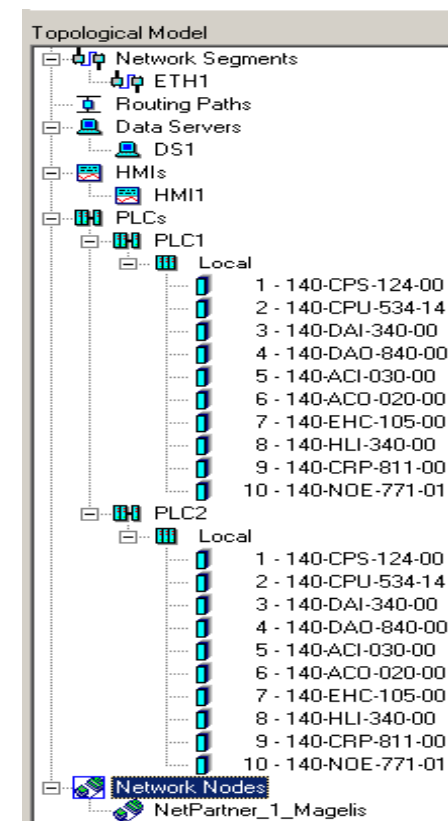 Topological Model
Network Segments
ETH1
Routing Paths
Data Servers
DS1
HMIs
HMI1
PLCs
PLC1
Local
1 - 140-CPS-124-00
2 - 140-CPU-534-14
3 - 140-DAI-340-00
4 - 140-DAO-840-00
5 - 140-ACI-030-00
6 - 140-ACO-020-00
7 - 140-EHC-105-00
8 - 140-HLI-340-00
9 - 140-CRP-811-00
10 - 140-NOE-771-01
PLC2
Local
1 - 140-CPS-124-00
2 - 140-CPU-534-14
3 - 140-DAI-340-00
4 - 140-DAO-840-00
5 - 140-ACI-030-00
6 - 140-ACO-020-00
7 - 140-EHC-105-00
8 - 140-HLI-340-00
9 - 140-CRP-811-00
10 - 140-NOE-771-01
Network Nodes
NetPartner_1_Magelis